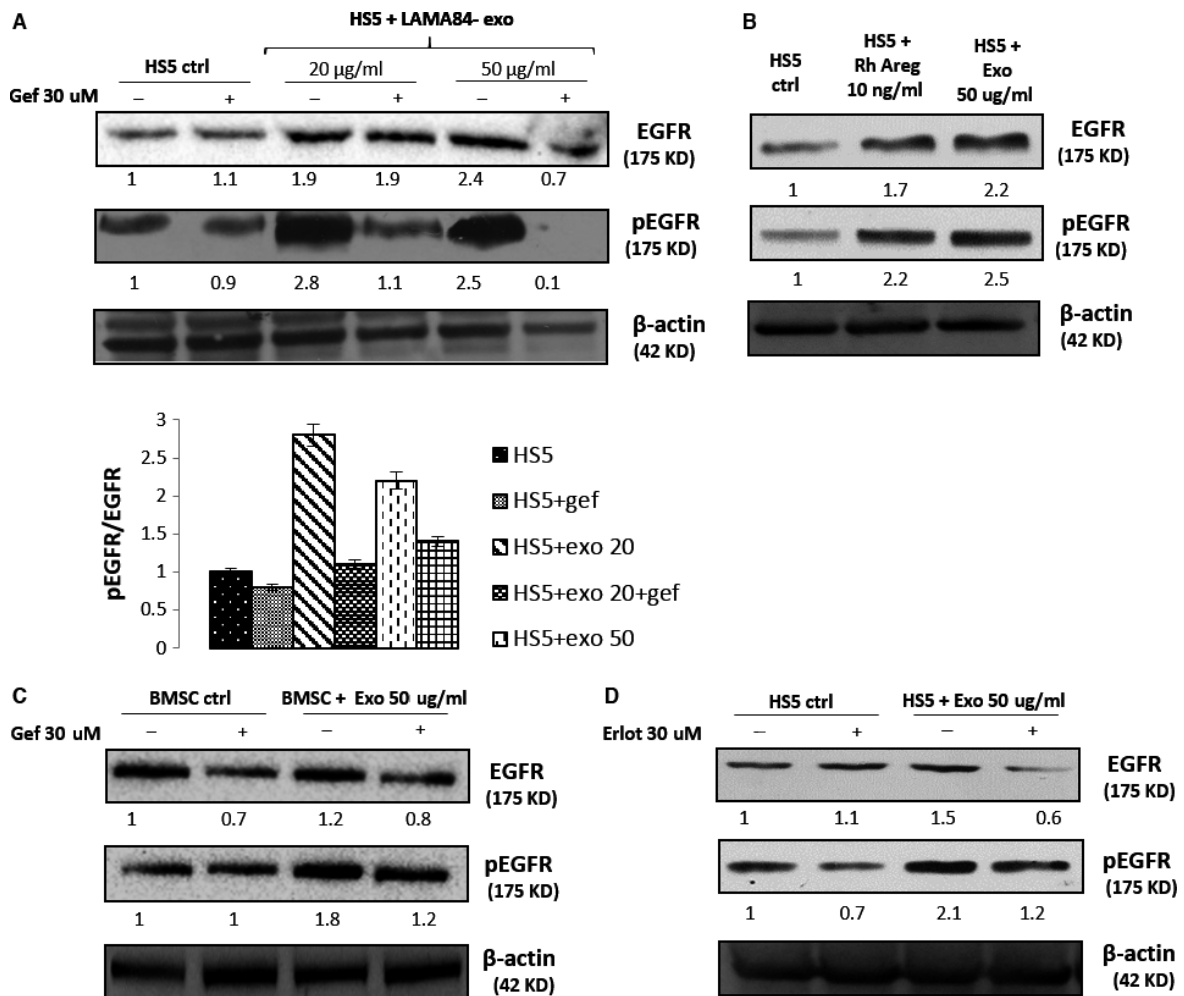 A
HS5 + LAMA84- exo
HS5 ctrl
20 µg/ml
50 µg/ml
Gef 30 uM
– + – + – +
EGFR
(175 KD)
1 1.1 1.9 1.9 2.4 0.7
pEGFR
(175 KD)
1 0.9 2.8 1.1 2.5 0.1
β-actin
(42 KD)
B
HS5
ctrl
HS5 +
Rh Areg
10 ng/ml
HS5 +
Exo
50 ug/ml
EGFR
(175 KD)
1 1.7 2.2
pEGFR
(175 KD)
1 2.2 2.5
β-actin
(42 KD)
pEGFR/EGFR
3
2.5
2
1.5
1
0.5
0
HS5
HS5+gef
HS5+exo 20
HS5+exo 20+gef
HS5+exo 50
C
BMSC ctrl
BMSC + Exo 50 ug/ml
Gef 30 uM
– + – +
EGFR
(175 KD)
1 0.7 1.2 0.8
pEGFR
(175 KD)
1 1 1.8 1.2
β-actin
(42 KD)
D
HS5 ctrl
HS5 + Exo 50 ug/ml
Erlot 30 uM
– + – +
EGFR
(175 KD)
1 1.1 1.5 0.6
pEGFR
(175 KD)
1 0.7 2.1 1.2
β-actin
(42 KD)